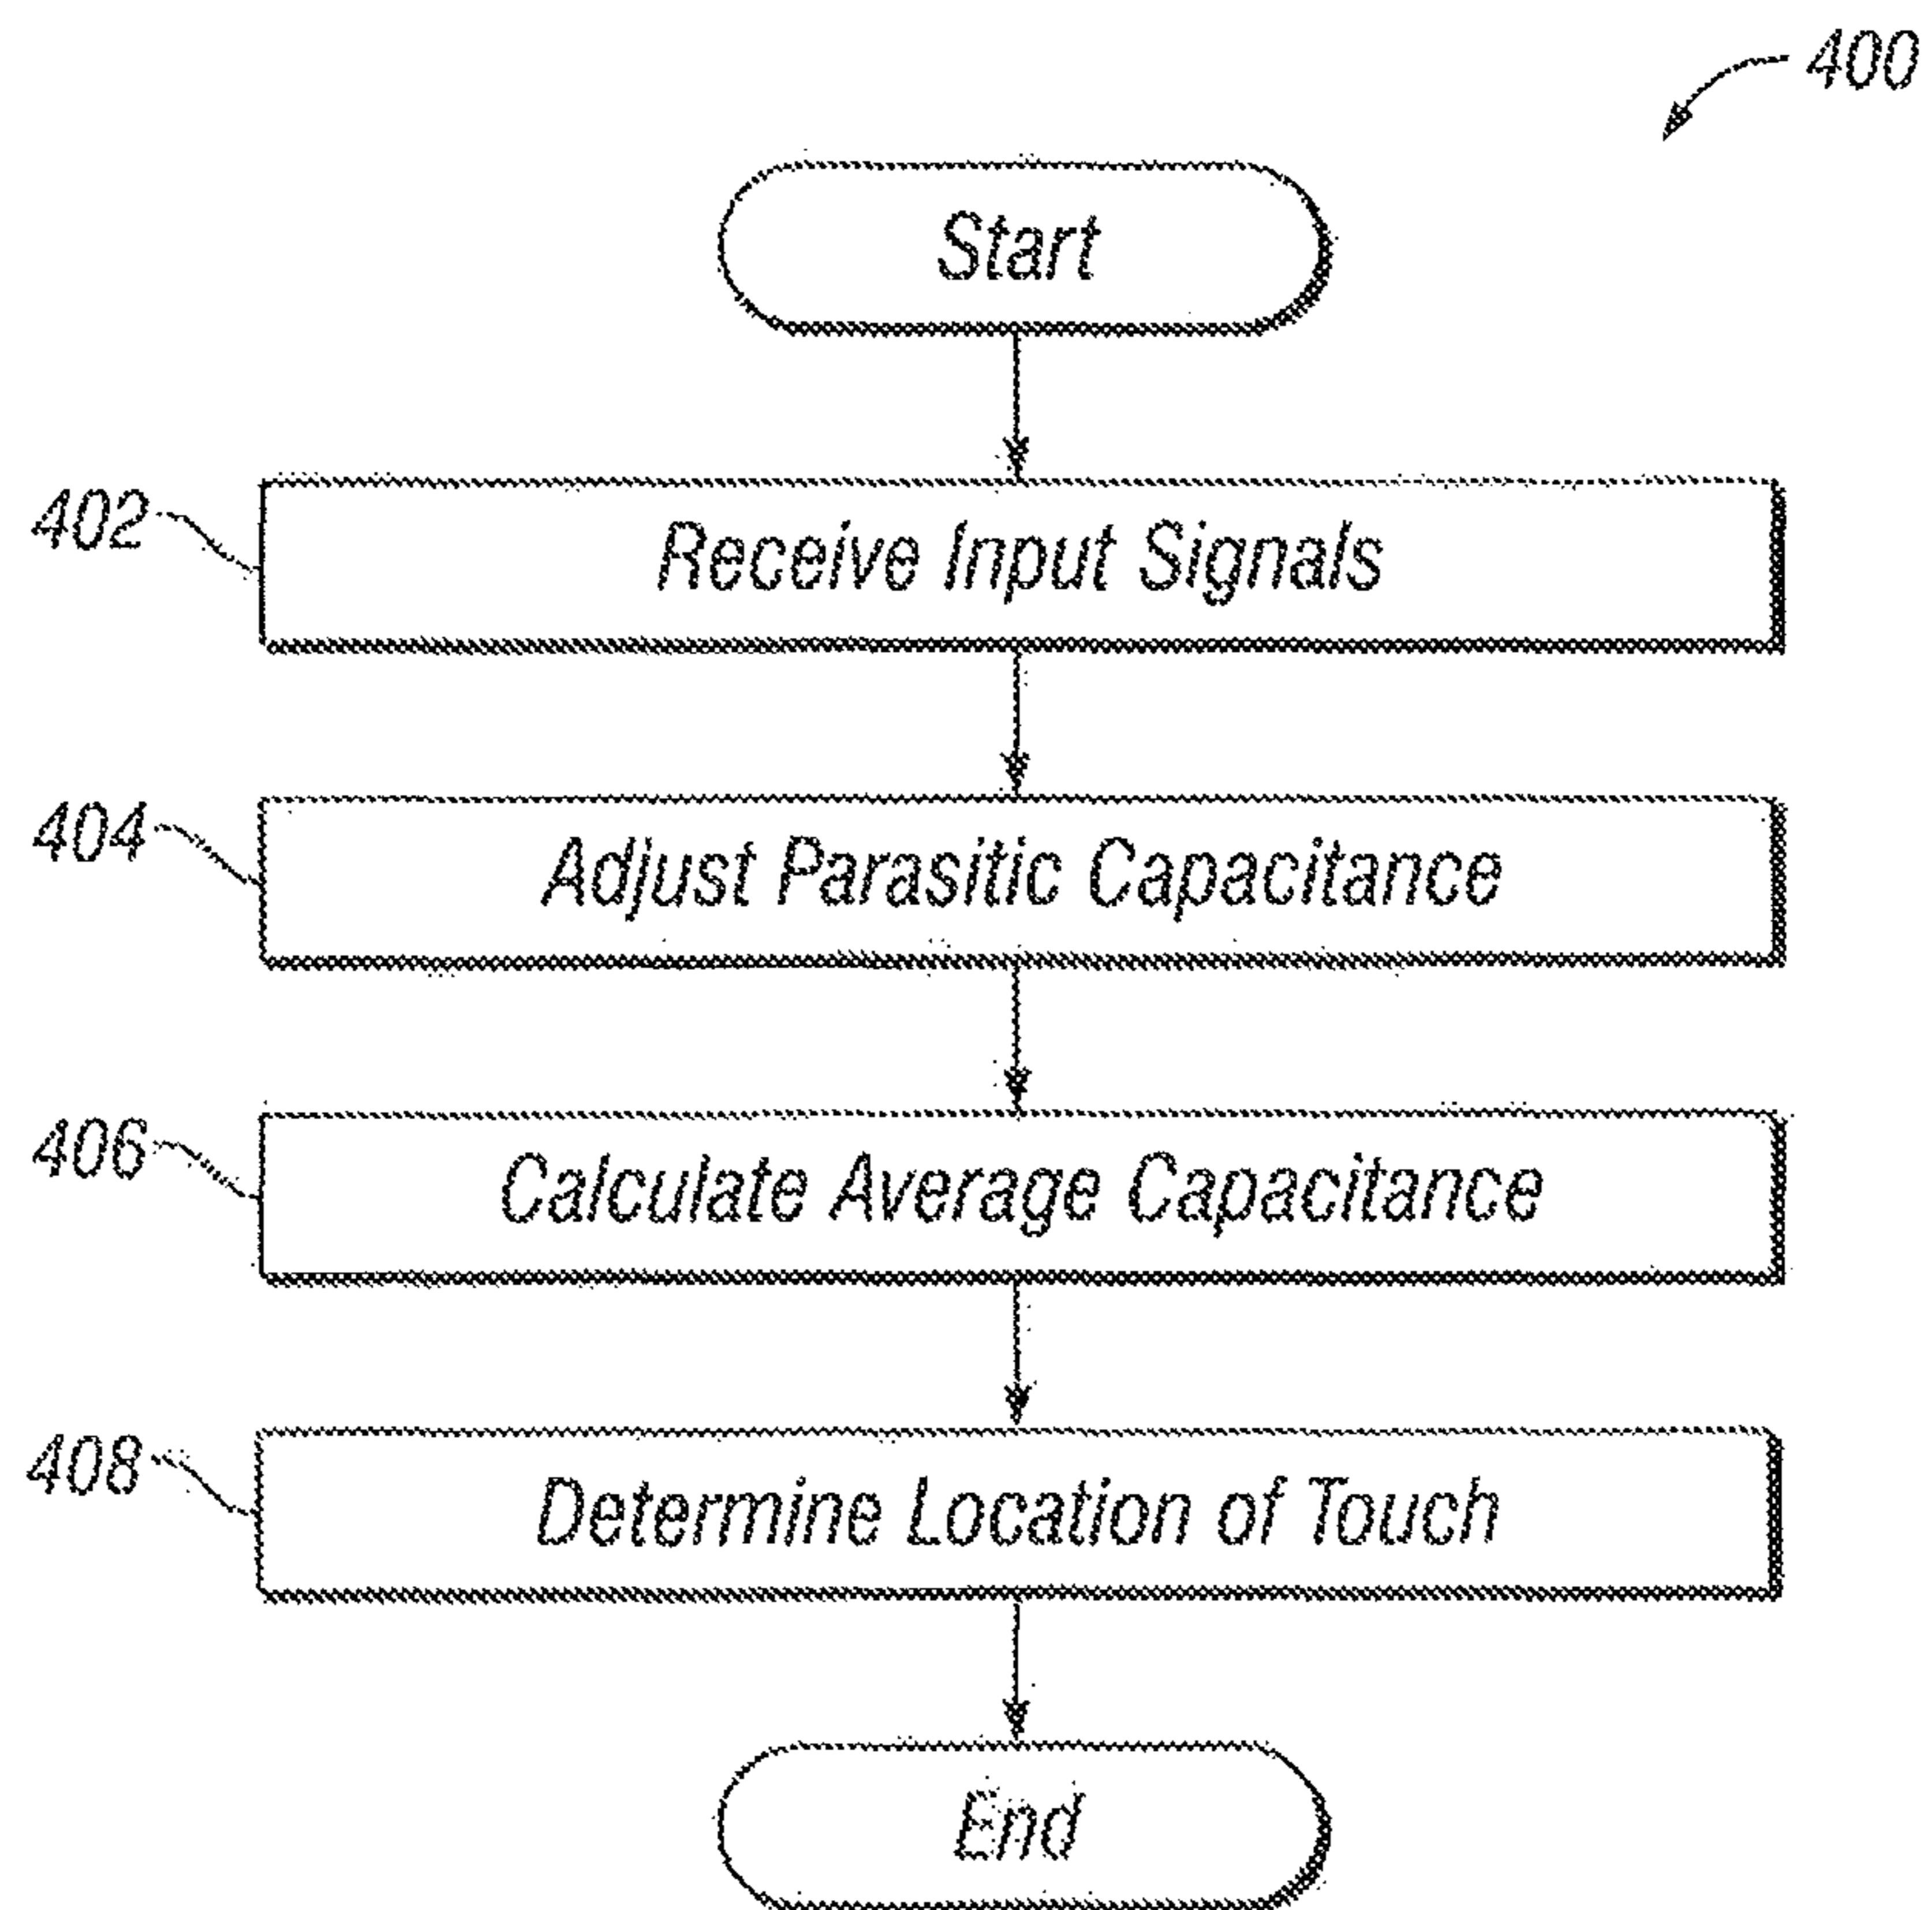 400
Start
402
Receive Input Signals
404
Adjust Parasitic Capacitance
406
Calculate Average Capacitance
408
Determine Location of Touch
End